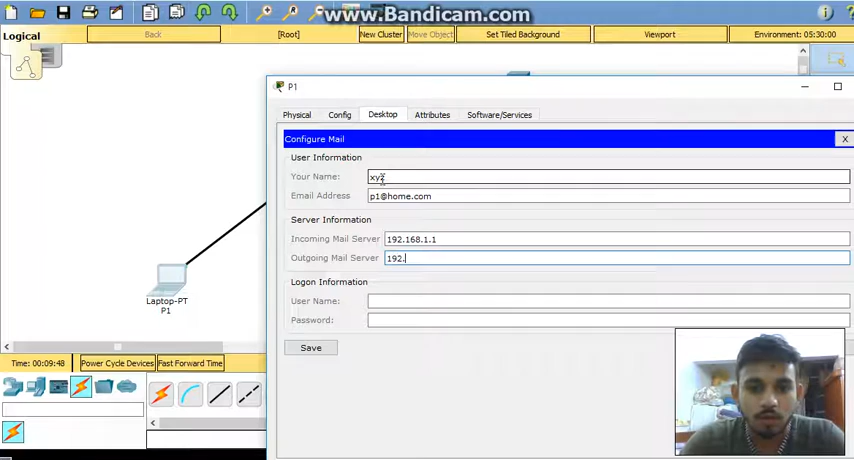 www.Bandicam.com
Logical
Back
[Root]
New Cluster
Move Object
Set Tiled Background
Viewport
Environment: 05:30:00
P1
Physical
Config
Desktop
Attributes
Software/Services
Configure Mail
X
User Information
Your Name:
xyz
Email Address
p1@home.com
Server Information
Incoming Mail Server
192.168.1.1
Outgoing Mail Server
192.
Logon Information
User Name:
Password:
Save
Laptop-PT
P1
Time: 00:09:48
Power Cycle Devices
Fast Forward Time